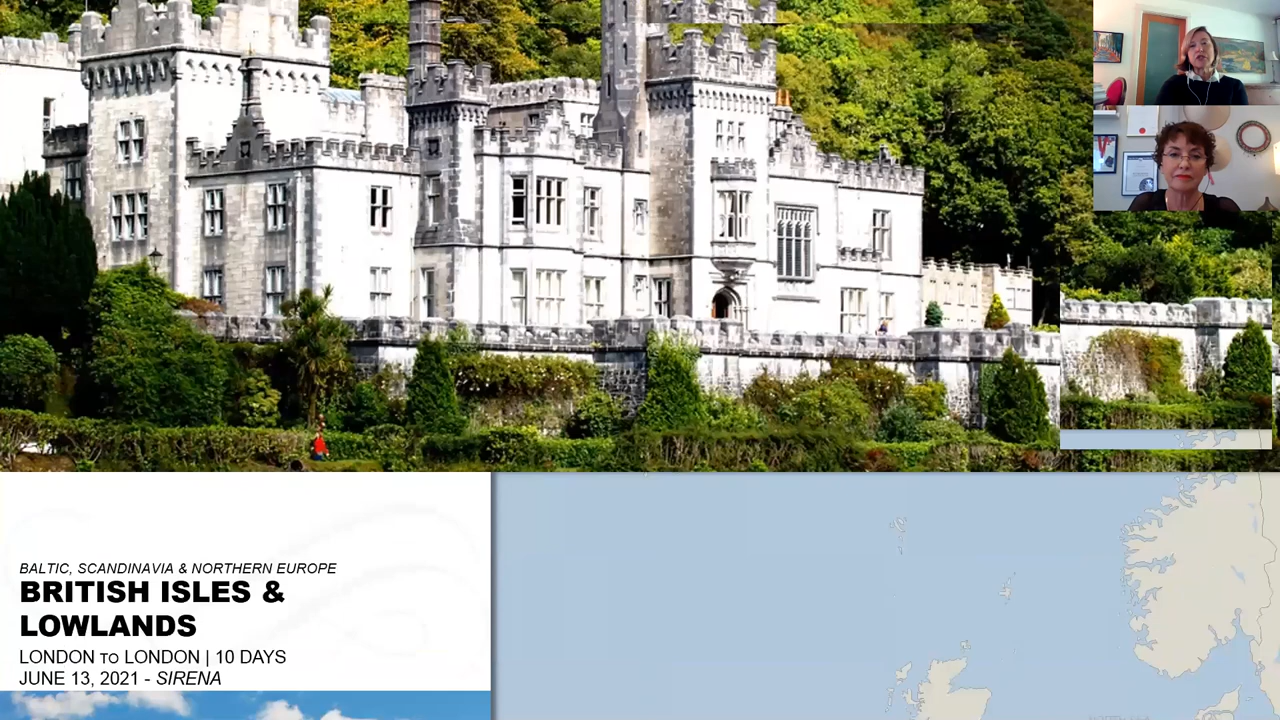 BALTIC, SCANDINAVIA & NORTHERN EUROPE
BRITISH ISLES &
LOWLANDS
LONDON TO LONDON | 10 DAYS
JUNE 13, 2021 - SIRENA